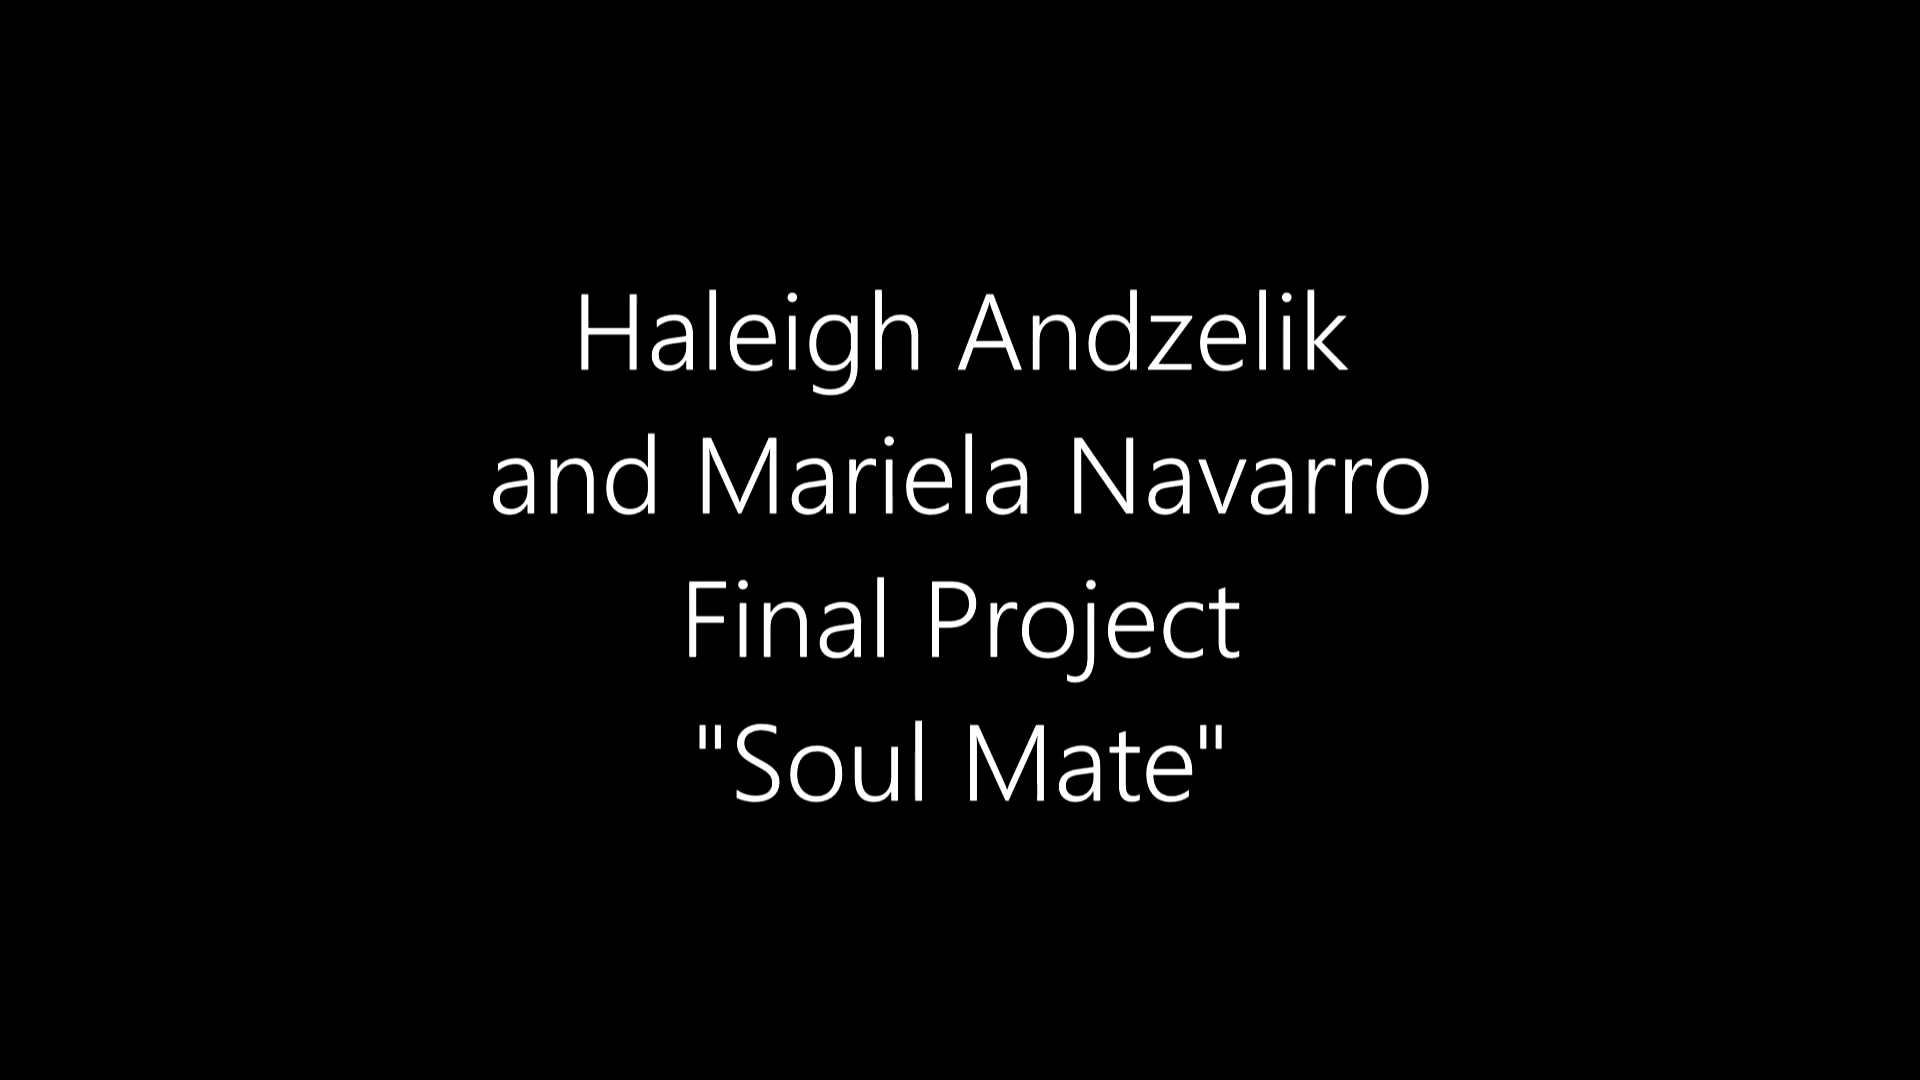 Haleigh Andzelik
and Mariela Navarro
Final Project
"Soul Mate"